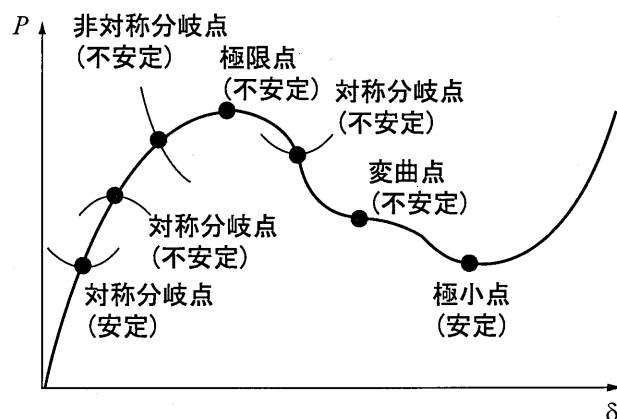 P
非対称分岐点
(不安定)
極限点
(不安定)
対称分岐点
(不安定)
変曲点
(不安定)
対称分岐点
(不安定)
対称分岐点
(安定)
極小点
(安定)
δ